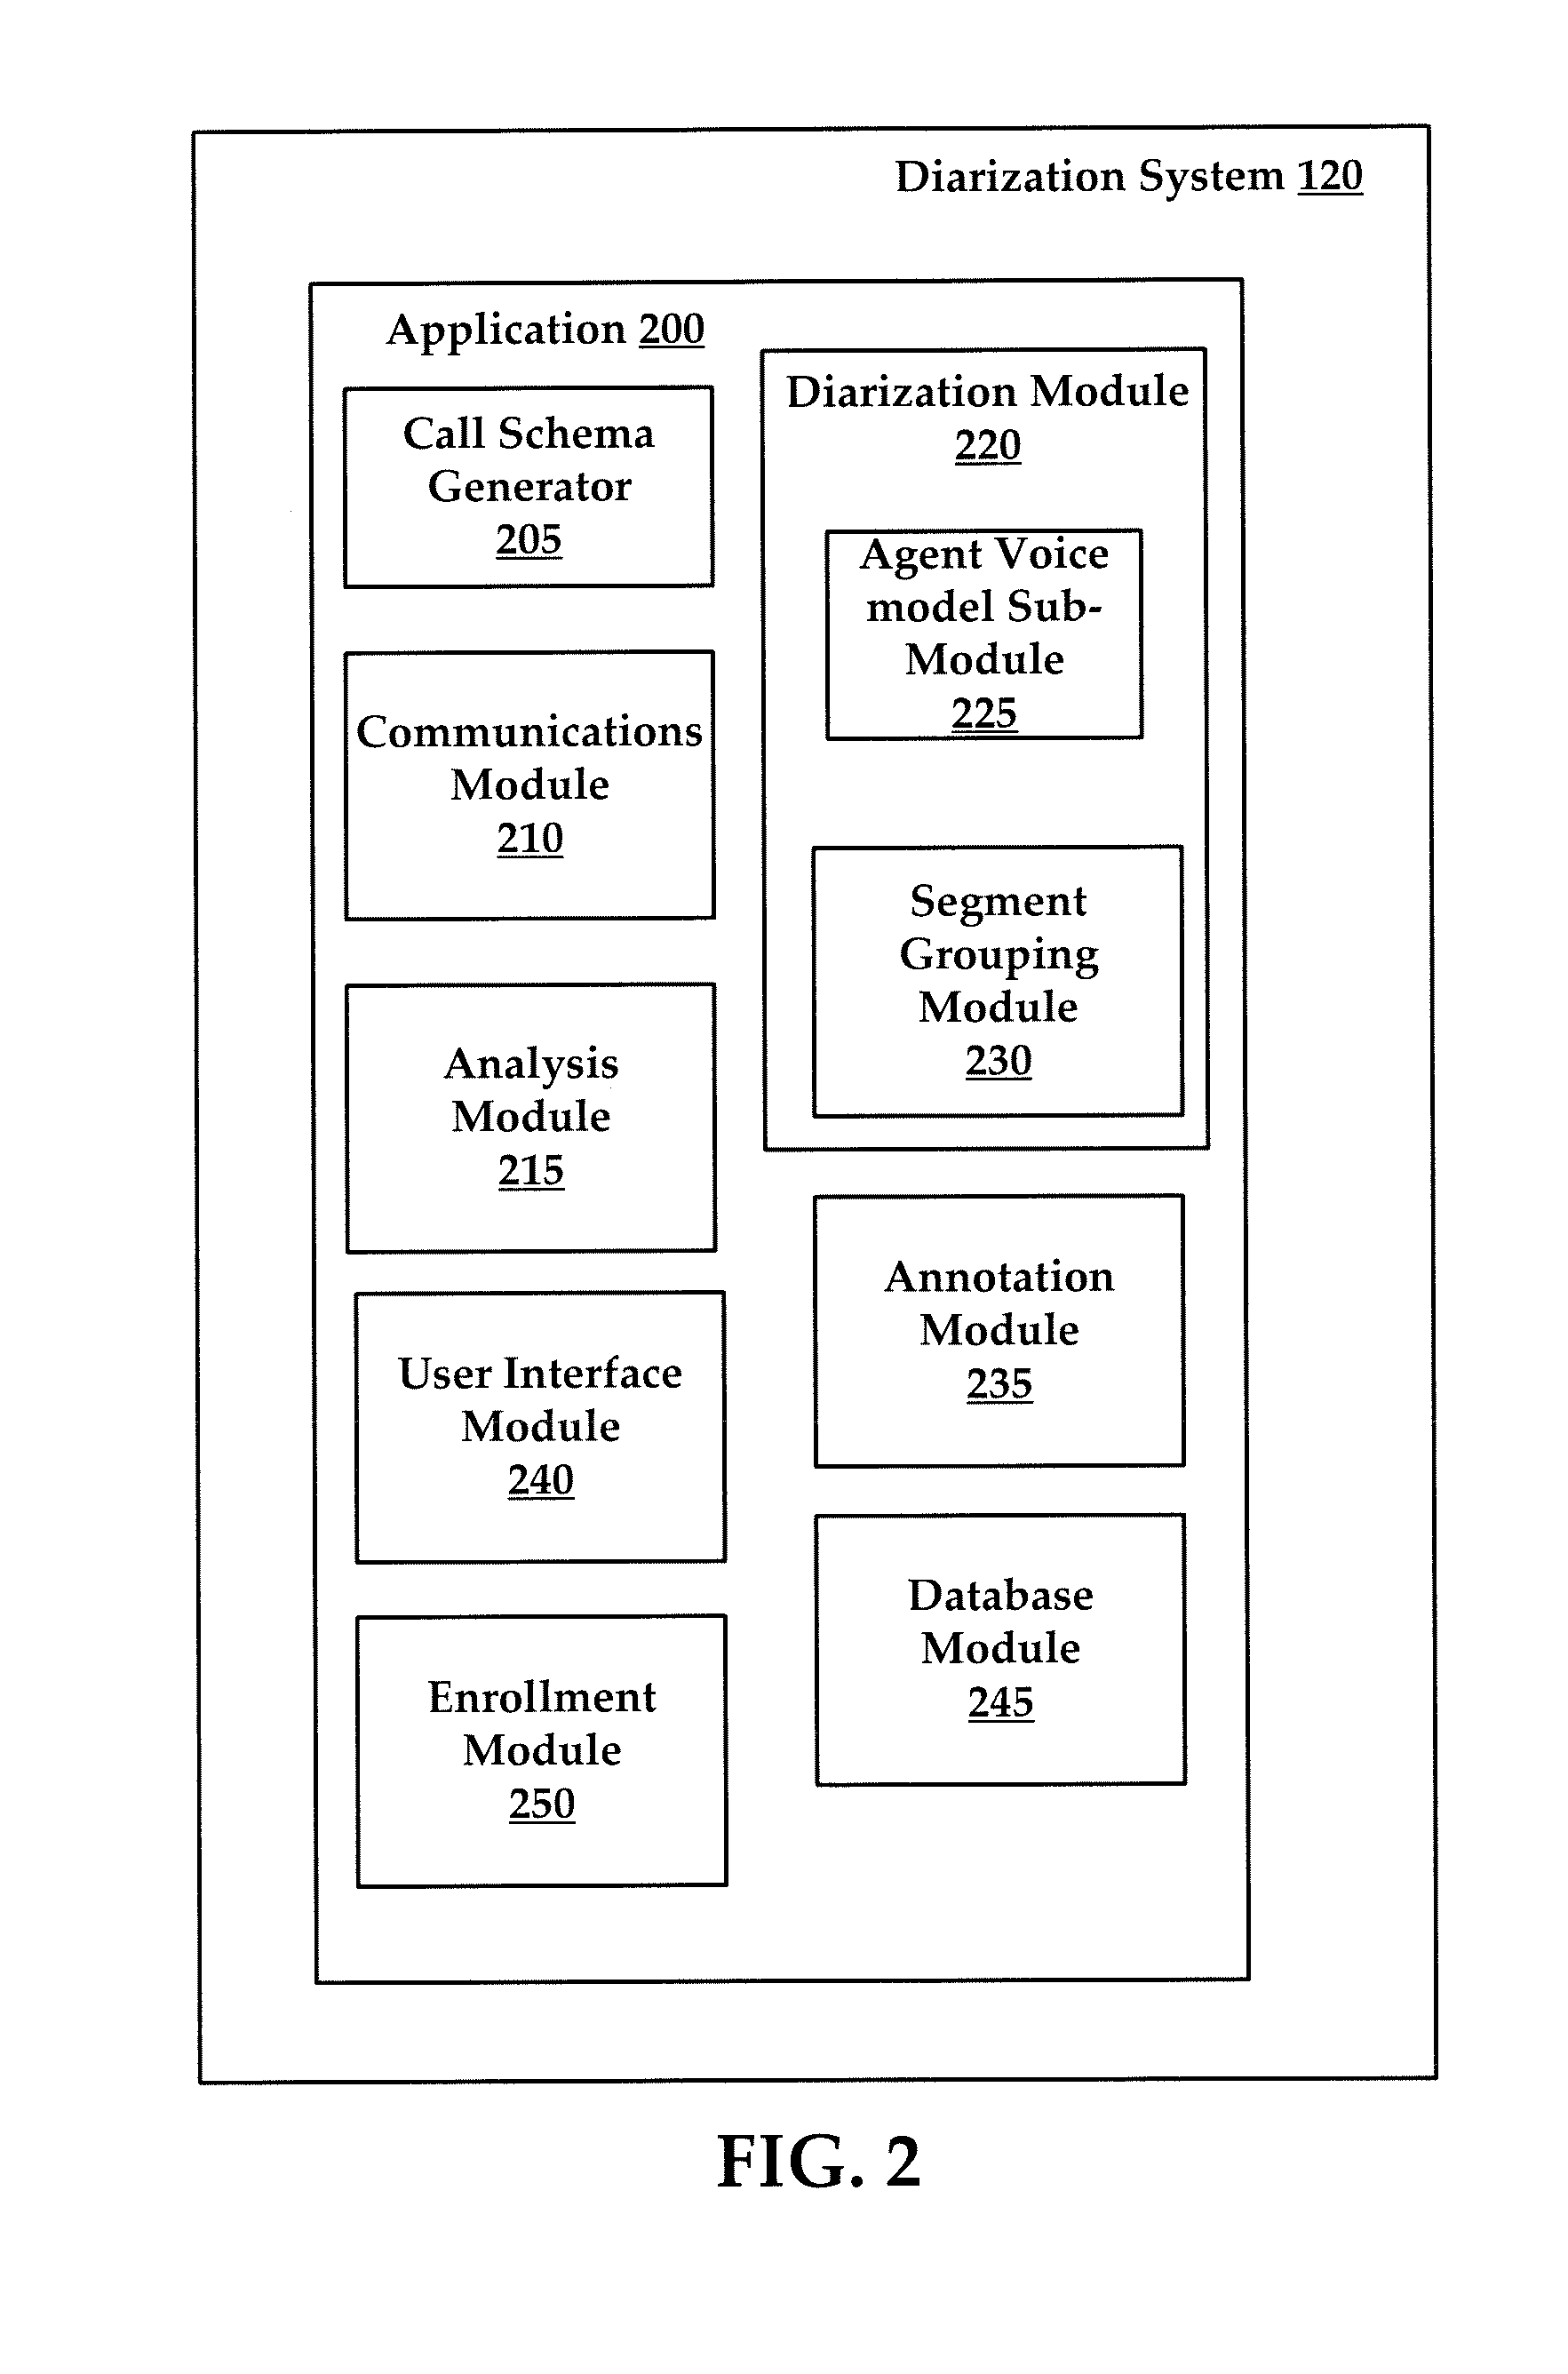 Diarization System 120
Application 200
Call Schema
Generator
205
Communications
Module
210
Analysis
Module
215
User Interface
Module
240
Enrollment
Module
250
Diarization Module
220
Agent Voice
model Sub-
Module
225
Segment
Grouping
Module
230
Annotation
Module
235
Database
Module
245
FIG. 2